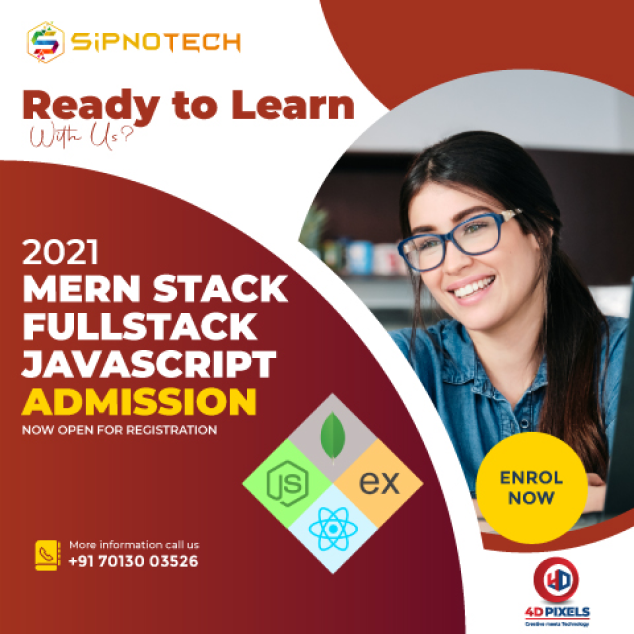 SiPNOTECH
Ready to Learn
With Us?
2021
MERN STACK
FULLSTACK
JAVASCRIPT
ADMISSION
NOW OPEN FOR REGISTRATION
JS
ex
More information call us
+91 70130 03526
ENROL
NOW
4D
4D PIXELS
Creative meets Technology